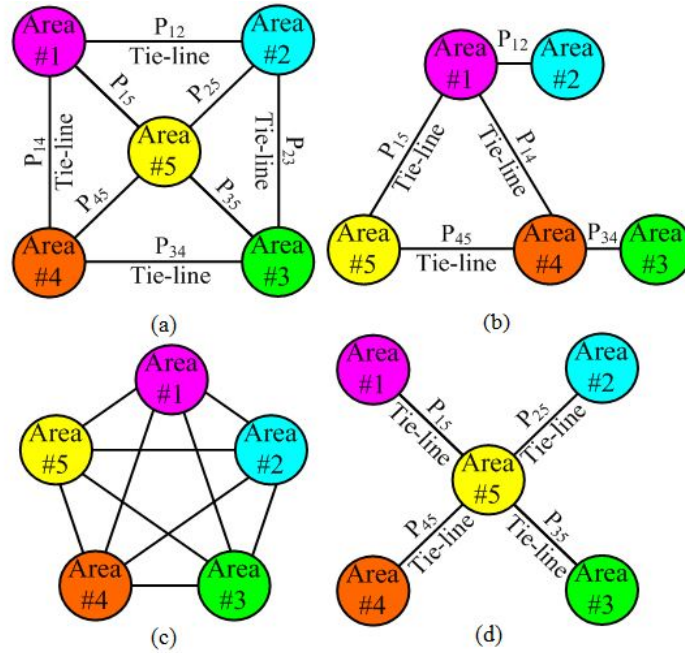 Area
#1
P12
Tie-line
Area
#2
P15
P25
P14
Tie-line
Area
#5
Tie-line
P23
P45
P35
Area
#4
P34
Tie-line
Area
#3
(a)
Area
#1
P12
Area
#2
P15
Tie-line
P14
Tie-line
Area
#5
P45
Tie-line
Area
#4
P34
Area
#3
(b)
Area
#1
Area
#5
Area
#2
Area
#4
Area
#3
(c)
Area
#1
Area
#2
P15
Tie-line
P25
Tie-line
Area
#5
P45
Tie-line
P35
Tie-line
Area
#4
Area
#3
(d)